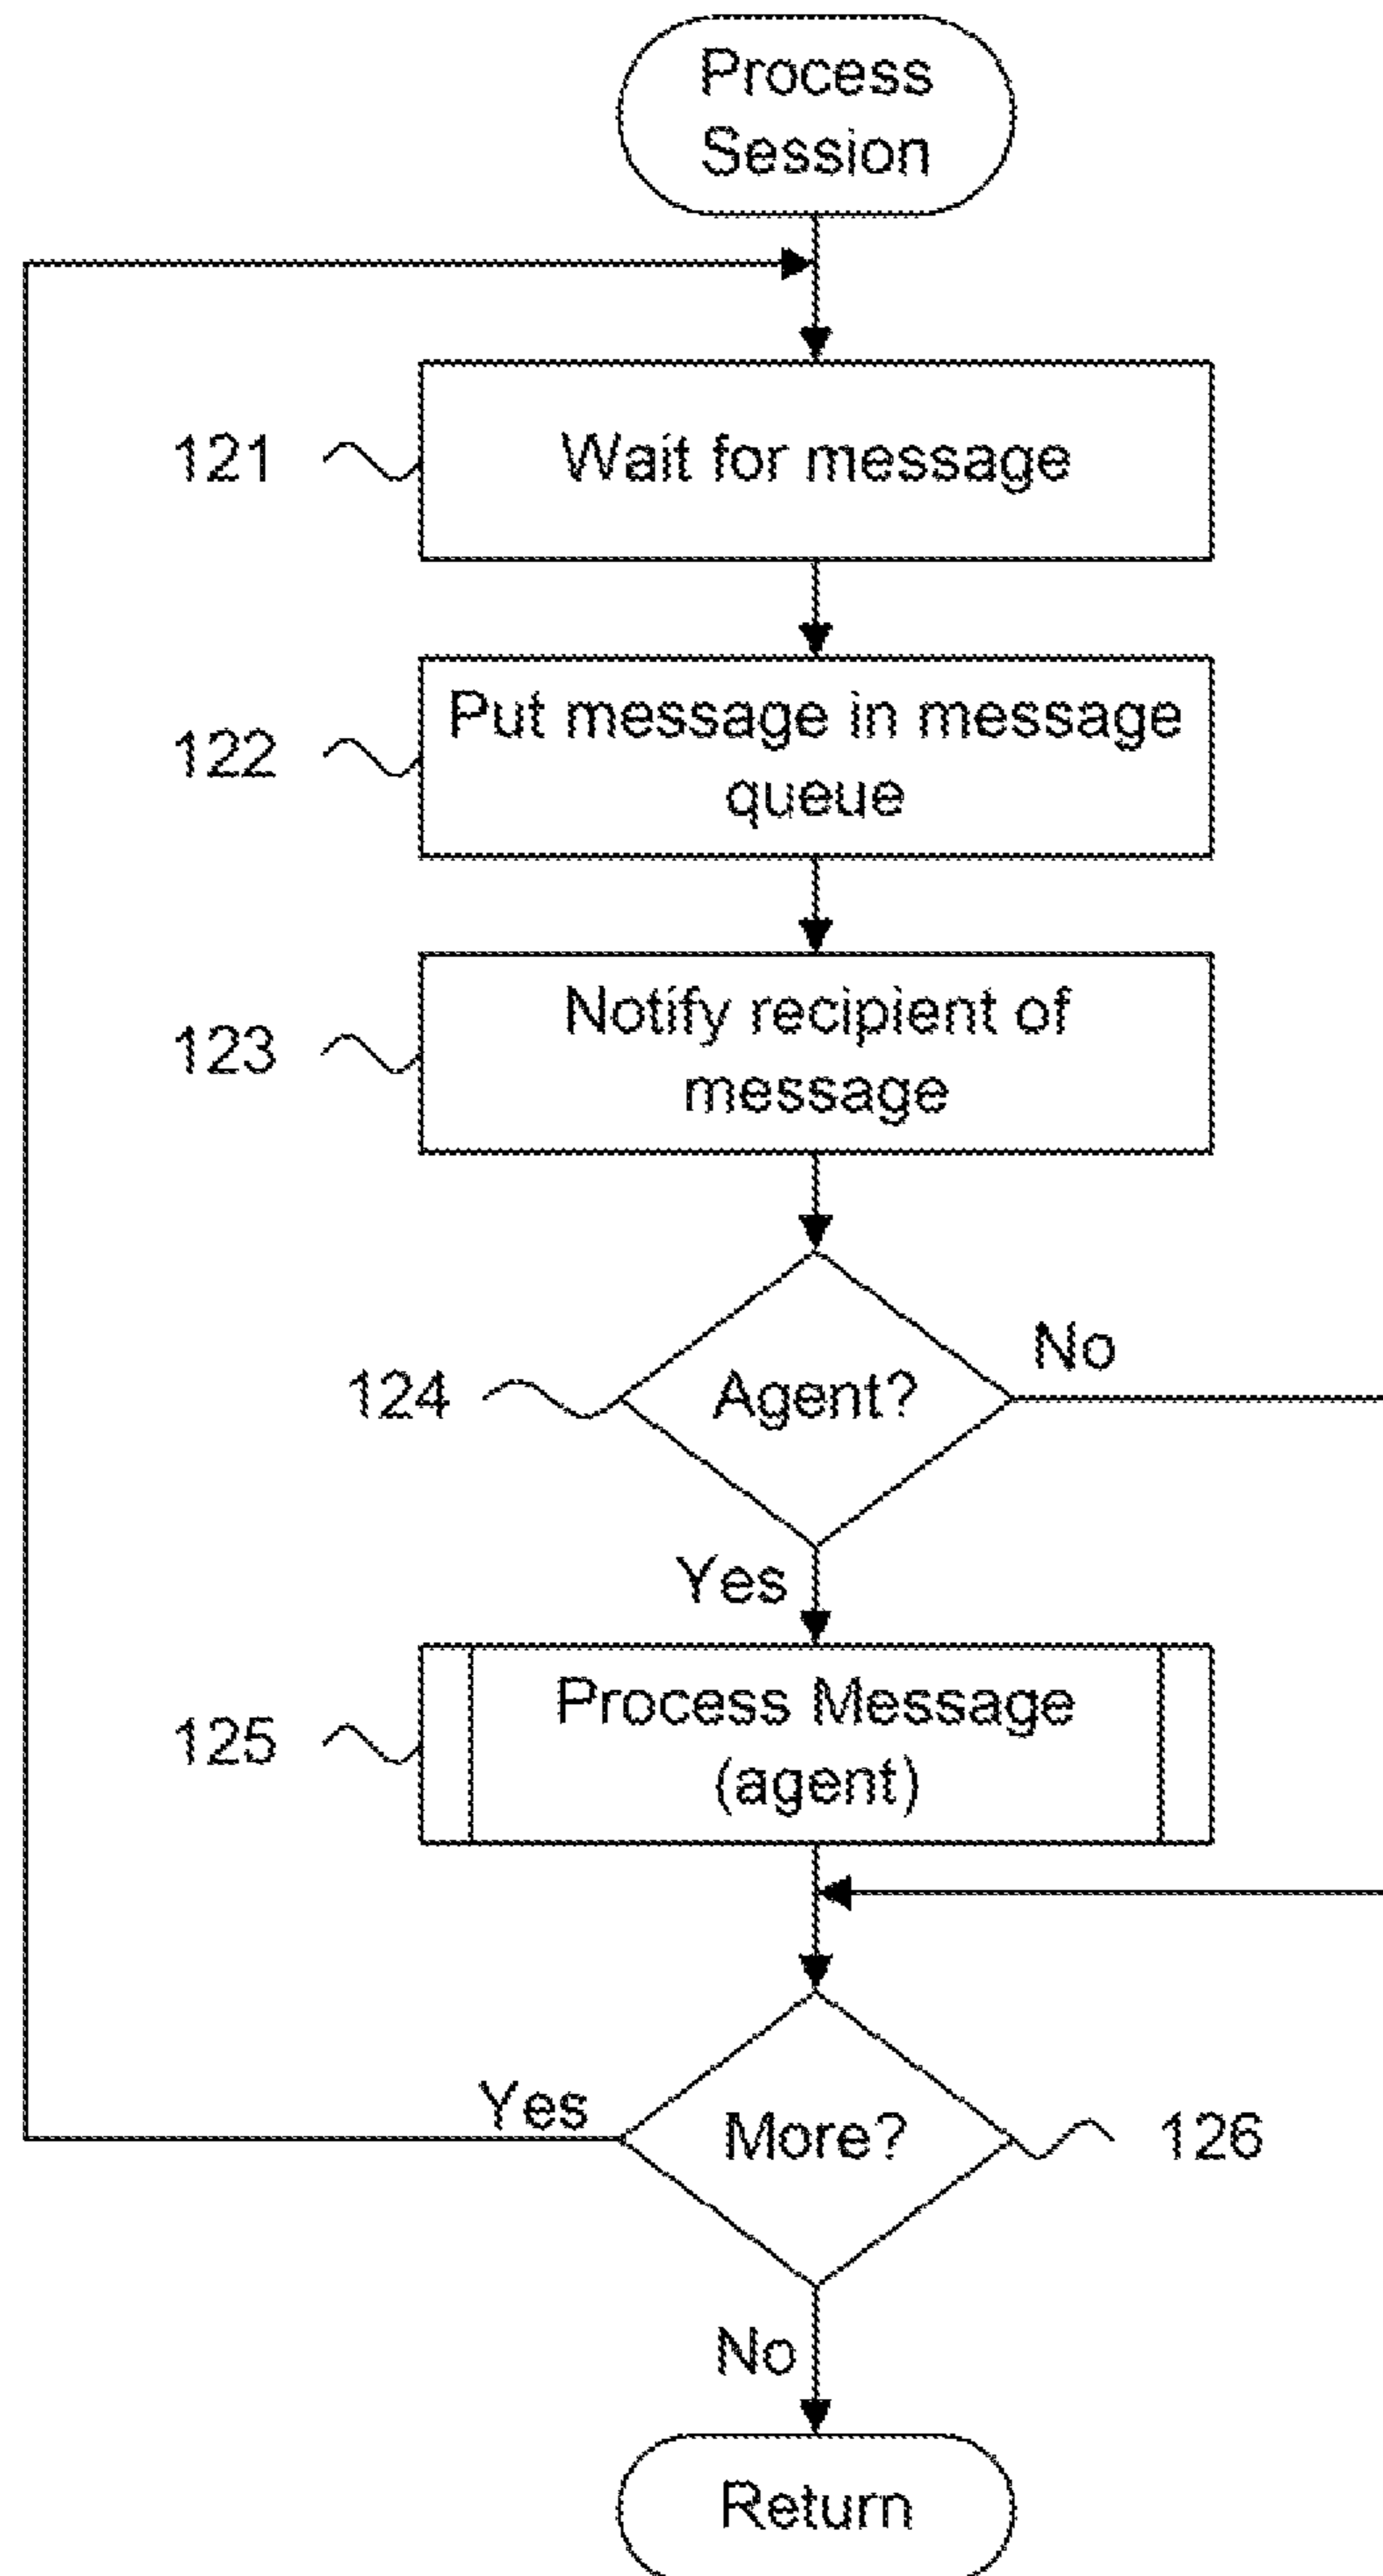 Process
Session
121
Wait for message
122
Put message in message
queue
123
Notify recipient of
message
124
Agent?
No
Yes
125
Process Message
(agent)
Yes
More?
126
No
Return